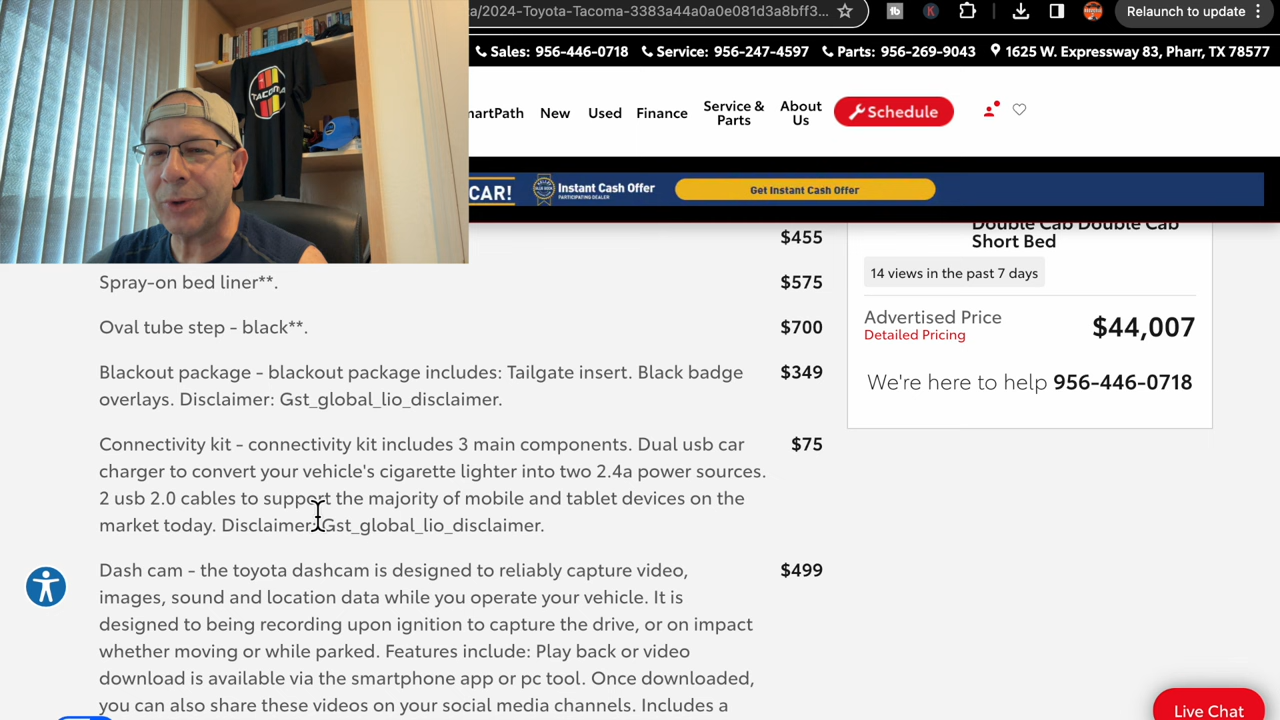 a/2024-Toyota-Tacoma-3383a44a0a0e081d3a8bff3...
Relaunch to update
Sales: 956-446-0718 Service: 956-247-4597 Parts: 956-269-9043 1625 W. Expressway 83, Pharr, TX 78577
martPath New Used Finance Service & Parts About Us Schedule
TACOMA
CAR! Instant Cash Offer Get Instant Cash Offer
PARTICIPATING DEALER
$455
Spray-on bed liner**. $575
Oval tube step - black**. $700
Blackout package - blackout package includes: Tailgate insert. Black badge $349
overlays. Disclaimer: Gst_global_lio_disclaimer.
Connectivity kit - connectivity kit includes 3 main components. Dual usb car $75
charger to convert your vehicle's cigarette lighter into two 2.4a power sources.
2 usb 2.0 cables to support the majority of mobile and tablet devices on the
market today. Disclaimer: Gst_global_lio_disclaimer.
Dash cam - the toyota dashcam is designed to reliably capture video, $499
images, sound and location data while you operate your vehicle. It is
designed to being recording upon ignition to capture the drive, or on impact
whether moving or while parked. Features include: Play back or video
download is available via the smartphone app or pc tool. Once downloaded,
you can also share these videos on your social media channels. Includes a
Double Cab Double Cab
Short Bed
14 views in the past 7 days
Advertised Price $44,007
Detailed Pricing
We're here to help 956-446-0718
Live Chat